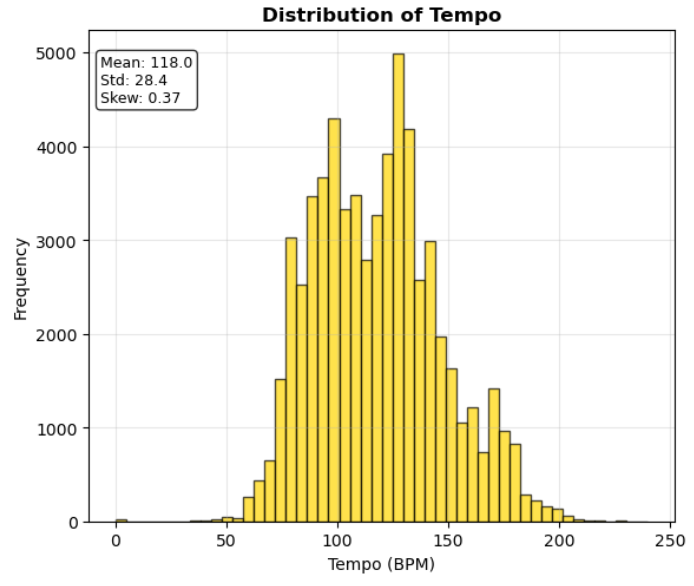 Distribution of Tempo
Mean: 118.0
Std: 28.4
Skew: 0.37
5000
4000
3000
2000
1000
0
Frequency
0 50 100 150 200 250
Tempo (BPM)